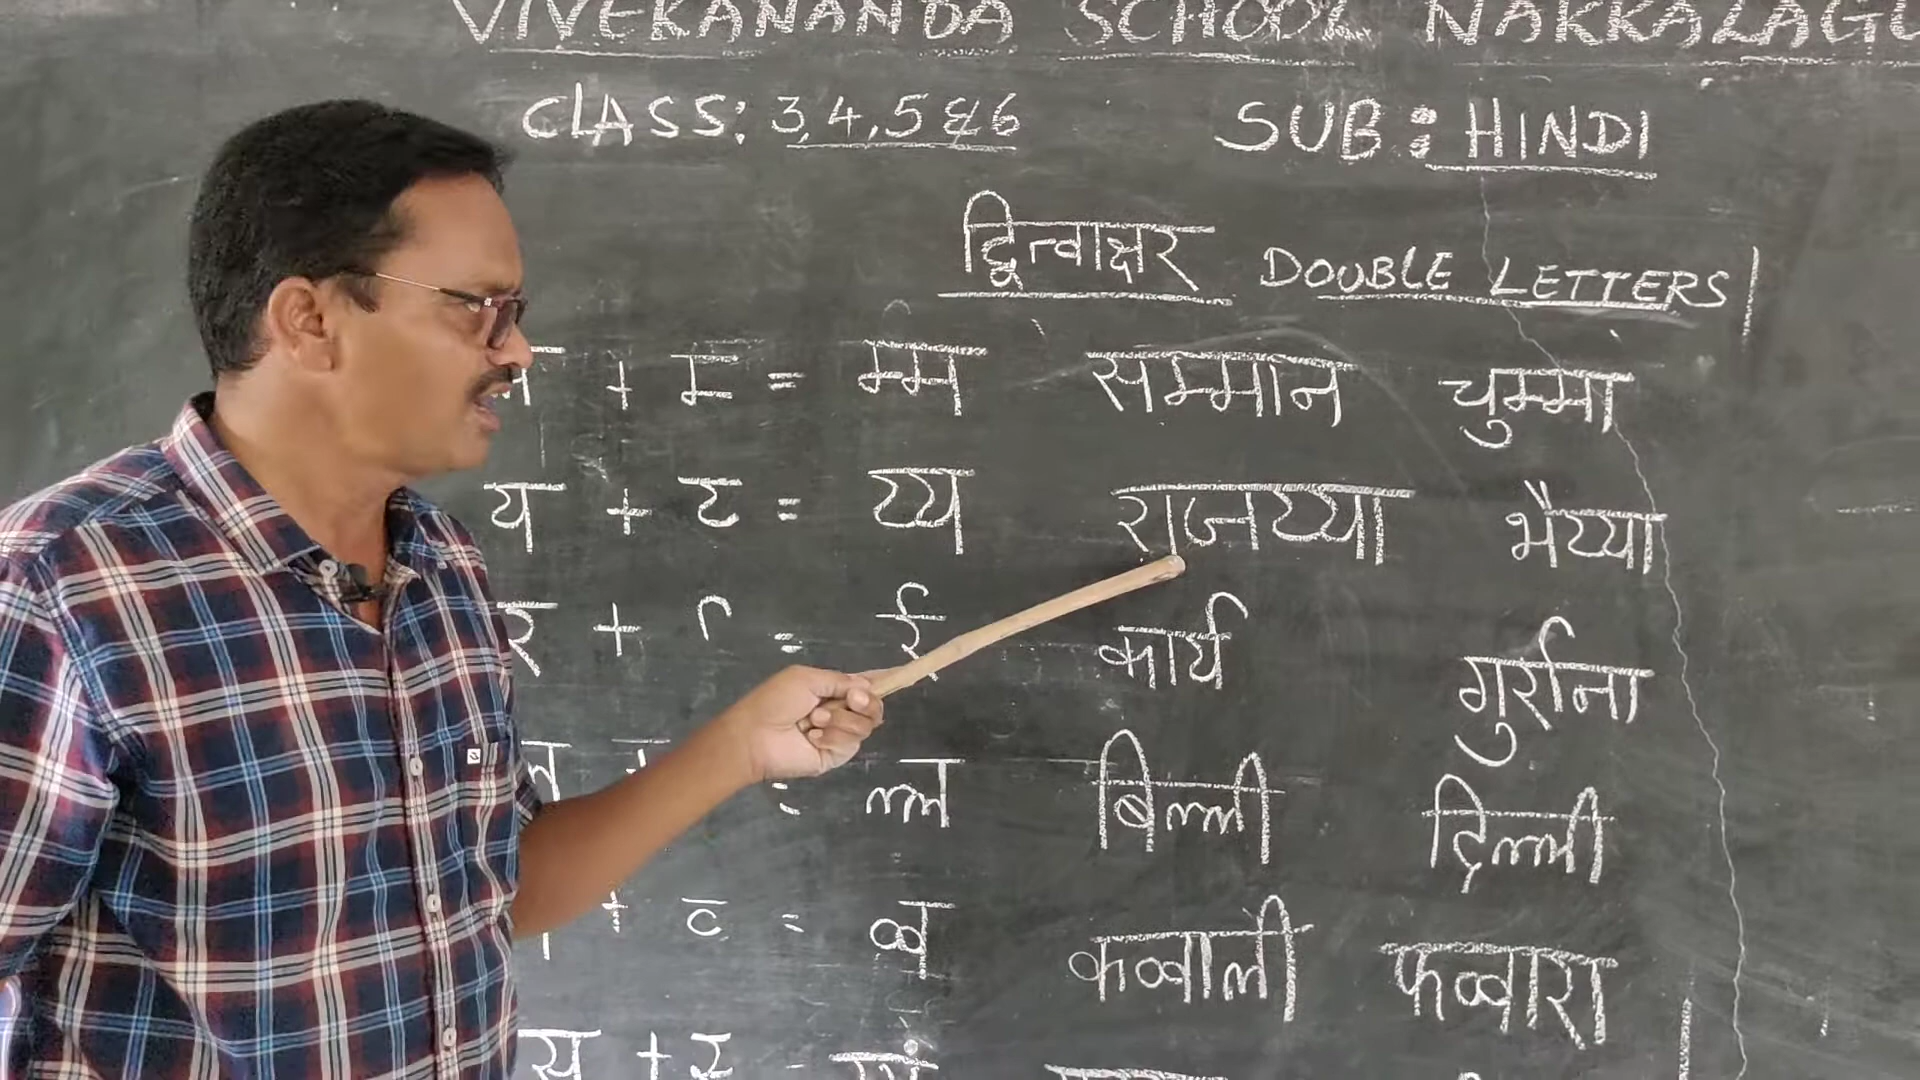 VIVEKANANDA SCHOOL NAKKALAGU
CLASS: 3,4,5 & 6 SUB: HINDI
द्वित्वाक्षर DOUBLE LETTERS
म + म् = म्म सम्मान चुम्मा
य + य् = य्य राजय्या भैय्या
र + र् = र्र कार्य गुर्राना
= ल्ल बिल्ली दिल्ली
+ व् = व्व कव्वाली फव्वारा
स + स् =